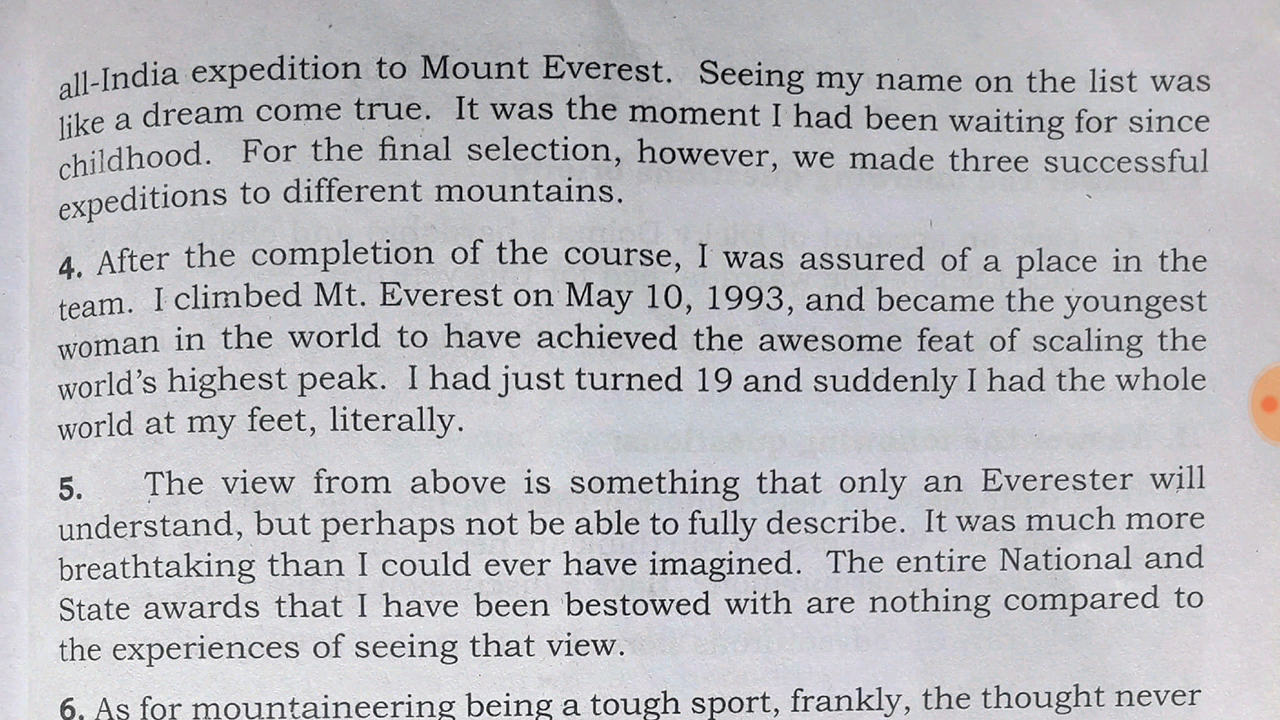 all-India expedition to Mount Everest. Seeing my name on the list was
like a dream come true. It was the moment I had been waiting for since
childhood. For the final selection, however, we made three successful
expeditions to different mountains.
4. After the completion of the course, I was assured of a place in the
team. I climbed Mt. Everest on May 10, 1993, and became the youngest
woman in the world to have achieved the awesome feat of scaling the
world's highest peak. I had just turned 19 and suddenly I had the whole
world at my feet, literally.
5. The view from above is something that only an Everester will
understand, but perhaps not be able to fully describe. It was much more
breathtaking than I could ever have imagined. The entire National and
State awards that I have been bestowed with are nothing compared to
the experiences of seeing that view.
6. As for mountaineering being a tough sport, frankly, the thought never